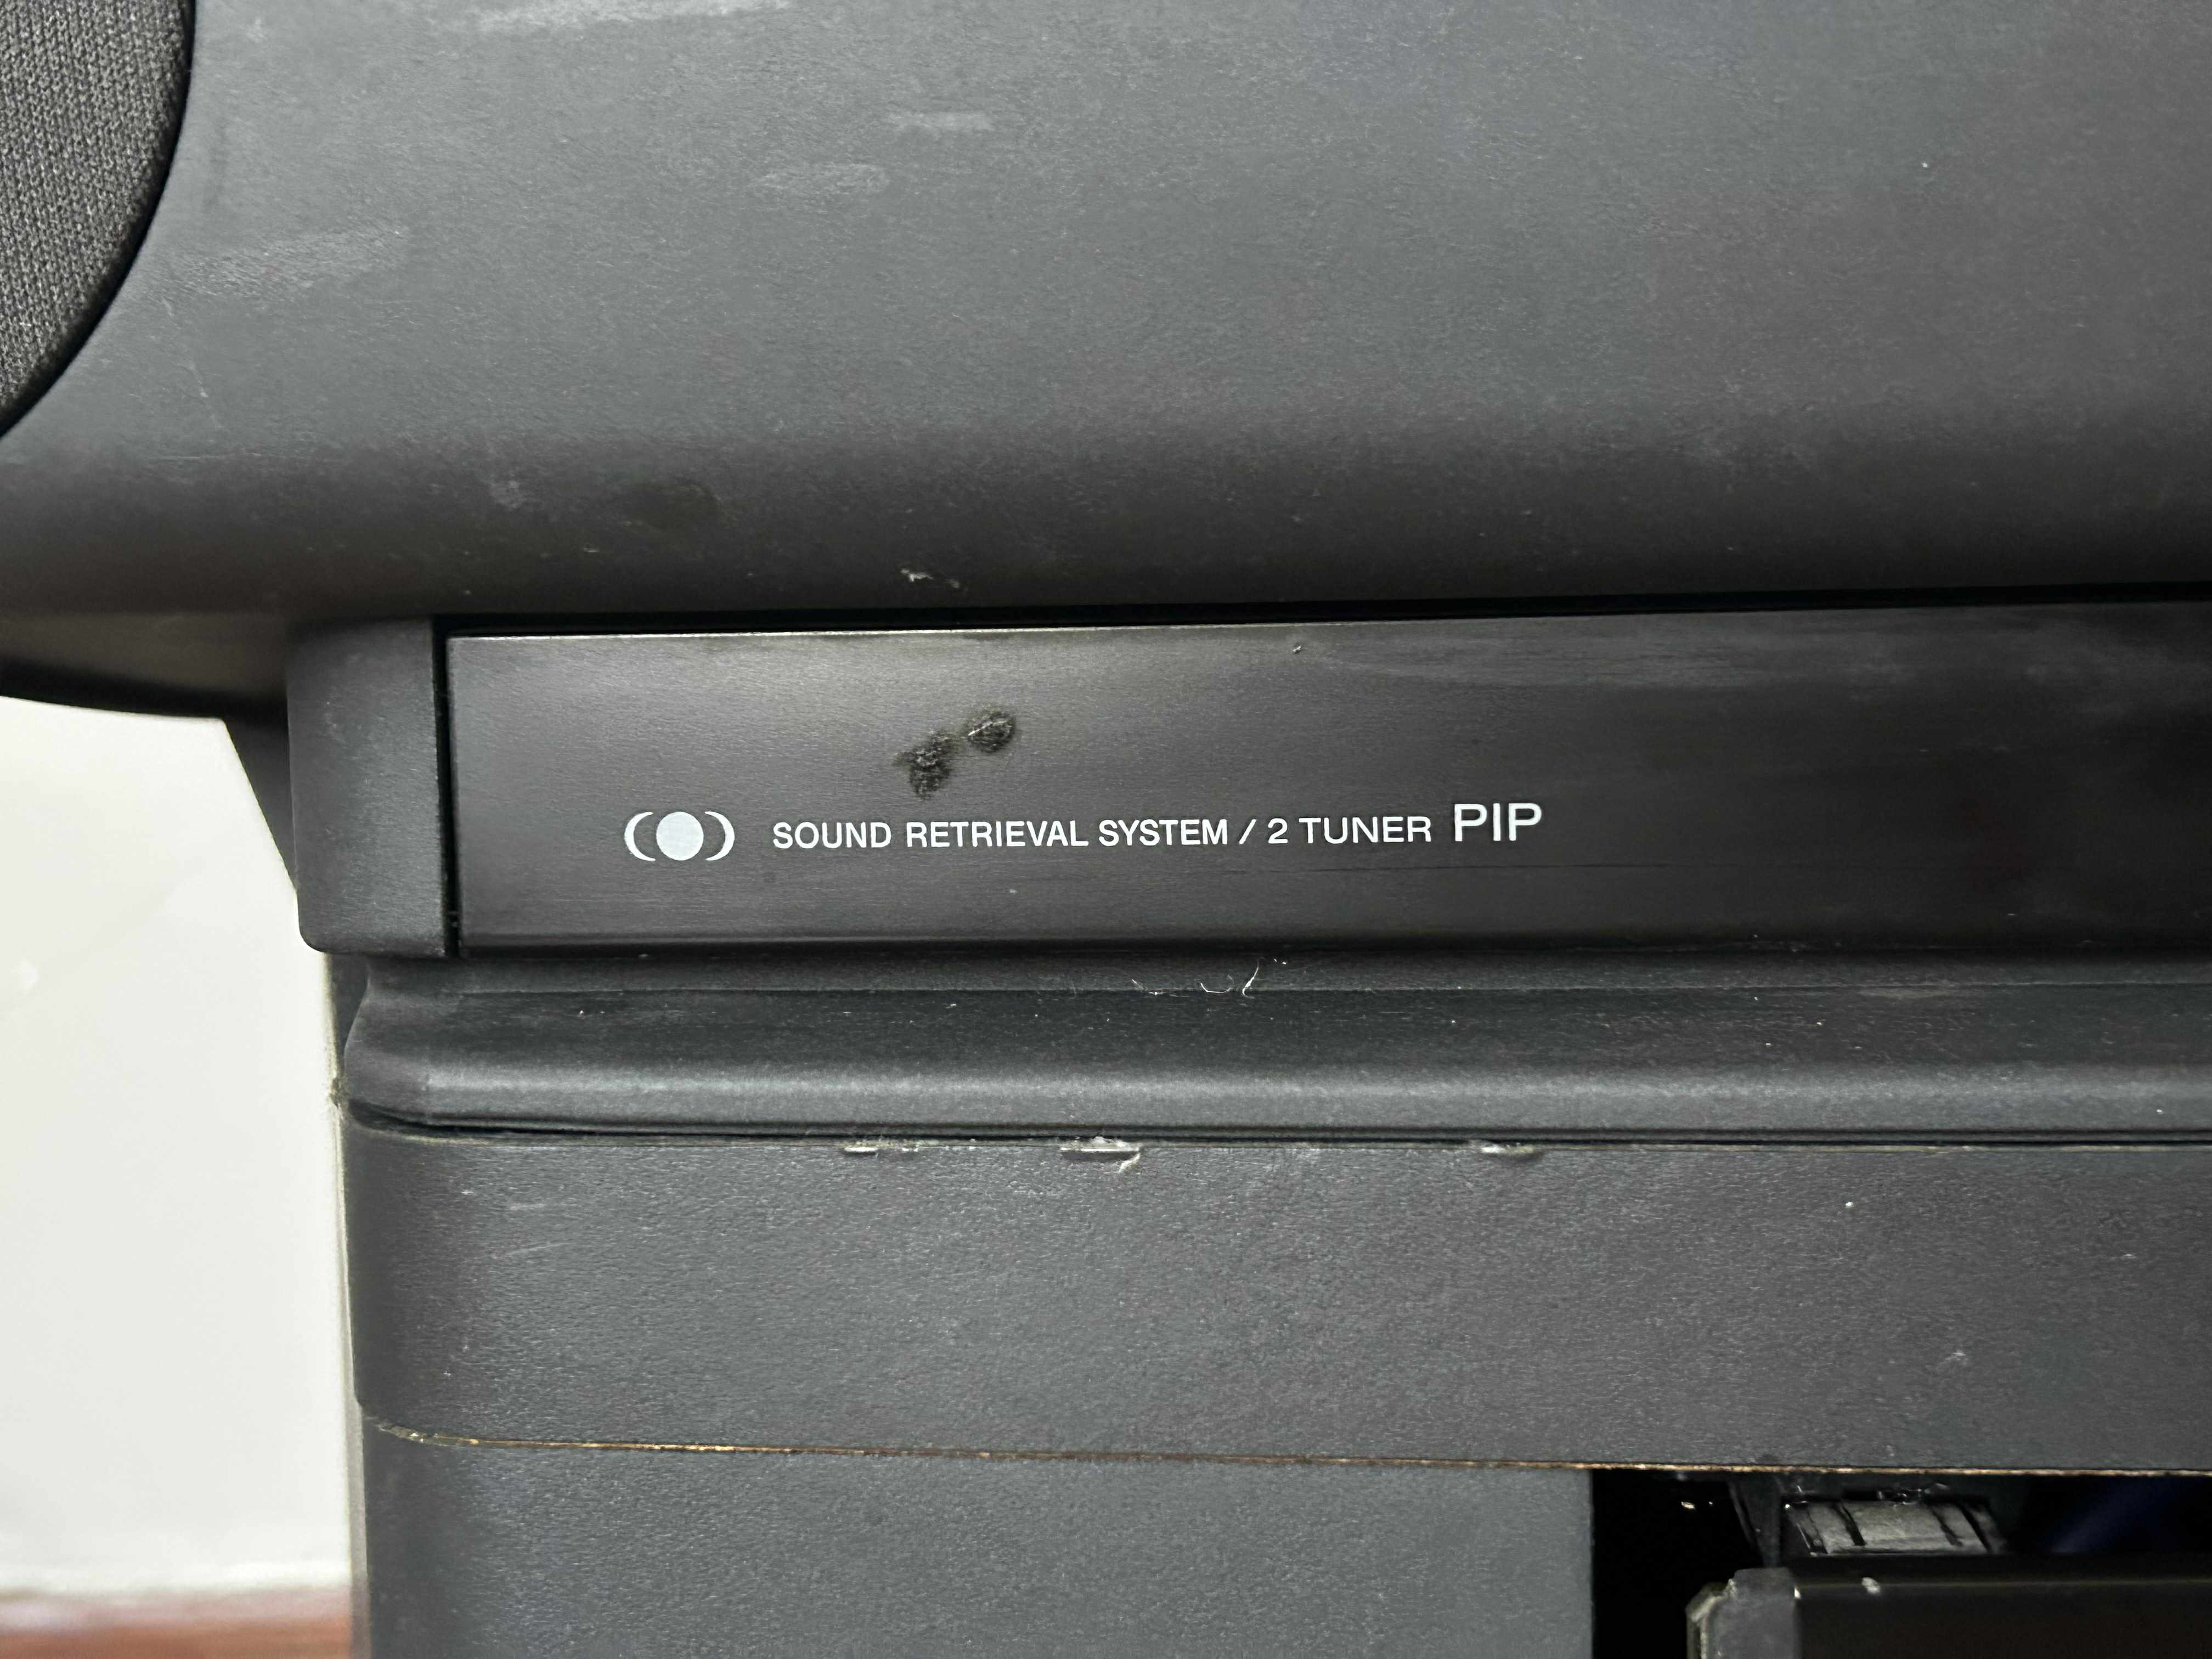 SOUND RETRIEVAL SYSTEM / 2 TUNER PIP